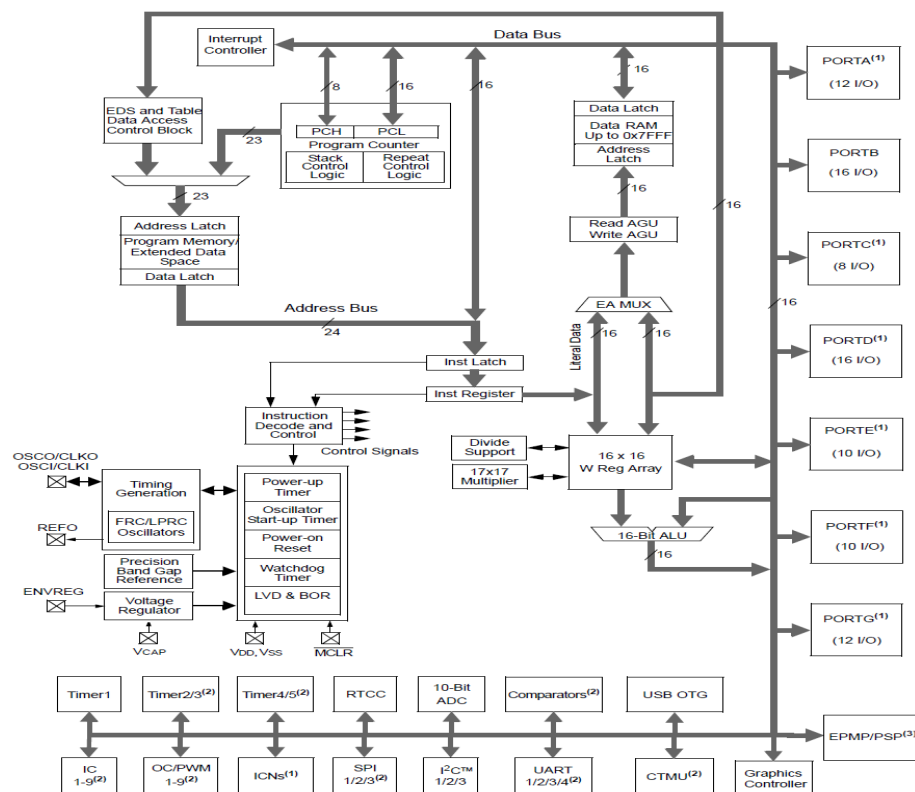 Data Bus
Interrupt
Controller
16
8
16
16
16
EDS and Table
Data Access
Control Block
23
PCH
PCL
Program Counter
Stack
Control
Logic
Repeat
Control
Logic
Data Latch
Data RAM
Up to 0x7FFF
Address
Latch
16
23
Address Latch
Program Memory/
Extended Data
Space
Data Latch
Read AGU
Write AGU
Address Bus
24
EA MUX
Literal Data
16
16
16
Inst Latch
Inst Register
Instruction
Decode and
Control
Control Signals
Divide
Support
17x17
Multiplier
16 x 16
W Reg Array
16-Bit ALU
16
OSCO/CLKO
OSCI/CLKI
Timing
Generation
FRC/LPRC
Oscillators
REFO
Precision
Band Gap
Reference
ENVREG
Voltage
Regulator
Power-up
Timer
Oscillator
Start-up Timer
Power-on
Reset
Watchdog
Timer
LVD & BOR
VCAP
VDD, VSS
MCLR
PORTA(1)
(12 I/O)
PORTB
(16 I/O)
PORTC(1)
(8 I/O)
PORTD(1)
(16 I/O)
PORTE(1)
(10 I/O)
PORTF(1)
(10 I/O)
PORTG(1)
(12 I/O)
Timer1
Timer2/3(2)
Timer4/5(2)
RTCC
10-Bit
ADC
Comparators(2)
USB OTG
EPMP/PSP(3)
IC
1-9(2)
OC/PWM
1-9(2)
ICNs(1)
SPI
1/2/3(2)
I2C™
1/2/3
UART
1/2/3/4(2)
CTMU(2)
Graphics
Controller